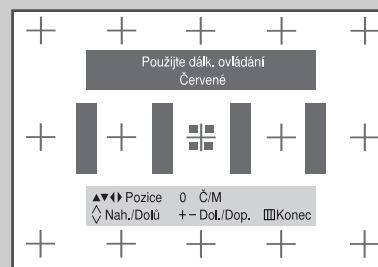 Použijte dálk. ovládání
Červené
▲▼◀▶ Pozice 0 Č/M
Nah./Dolů + − Dol./Dop. Konec